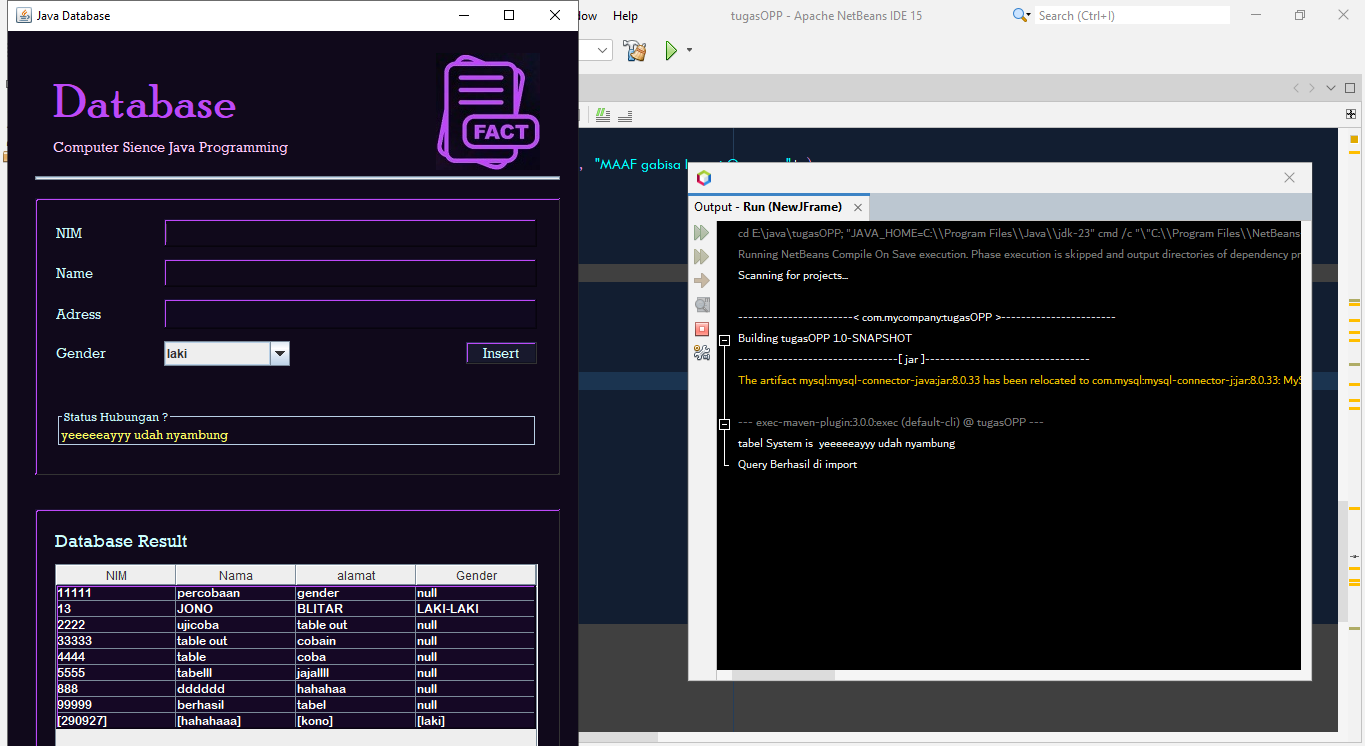 Java Database
Help
tugasOPP - Apache NetBeans IDE 15
Search (Ctrl+I)
Database
Computer Sience Java Programming
FACT
NIM
Name
Adress
Gender
laki
Insert
Status Hubungan ?
yeeeeeayyy udah nyambung
Database Result
NIM Nama alamat Gender
11111 percobaan gender null
13 JONO BLITAR LAKI-LAKI
2222 ujicoba table out null
33333 table out cobain null
4444 table coba null
5555 tabelll jajallll null
888 dddddd hahahaa null
99999 berhasil tabel null
[290927] [hahahaaa] [kono] [laki]
, "MAAF gabisa
Output - Run (NewJFrame)
cd E:\java\tugasOPP; "JAVA_HOME=C:\\Program Files\\Java\\jdk-23" cmd /c "\"C:\\Program Files\\NetBeans
Running NetBeans Compile On Save execution. Phase execution is skipped and output directories of dependency pr
Scanning for projects...
-----------------------< com.mycompany:tugasOPP >-----------------------
Building tugasOPP 1.0-SNAPSHOT
--------------------------------[ jar ]---------------------------------
The artifact mysql:mysql-connector-java:jar:8.0.33 has been relocated to com.mysql:mysql-connector-j:jar:8.0.33: MyS
--- exec-maven-plugin:3.0.0:exec (default-cli) @ tugasOPP ---
tabel System is yeeeeeayyy udah nyambung
Query Berhasil di import